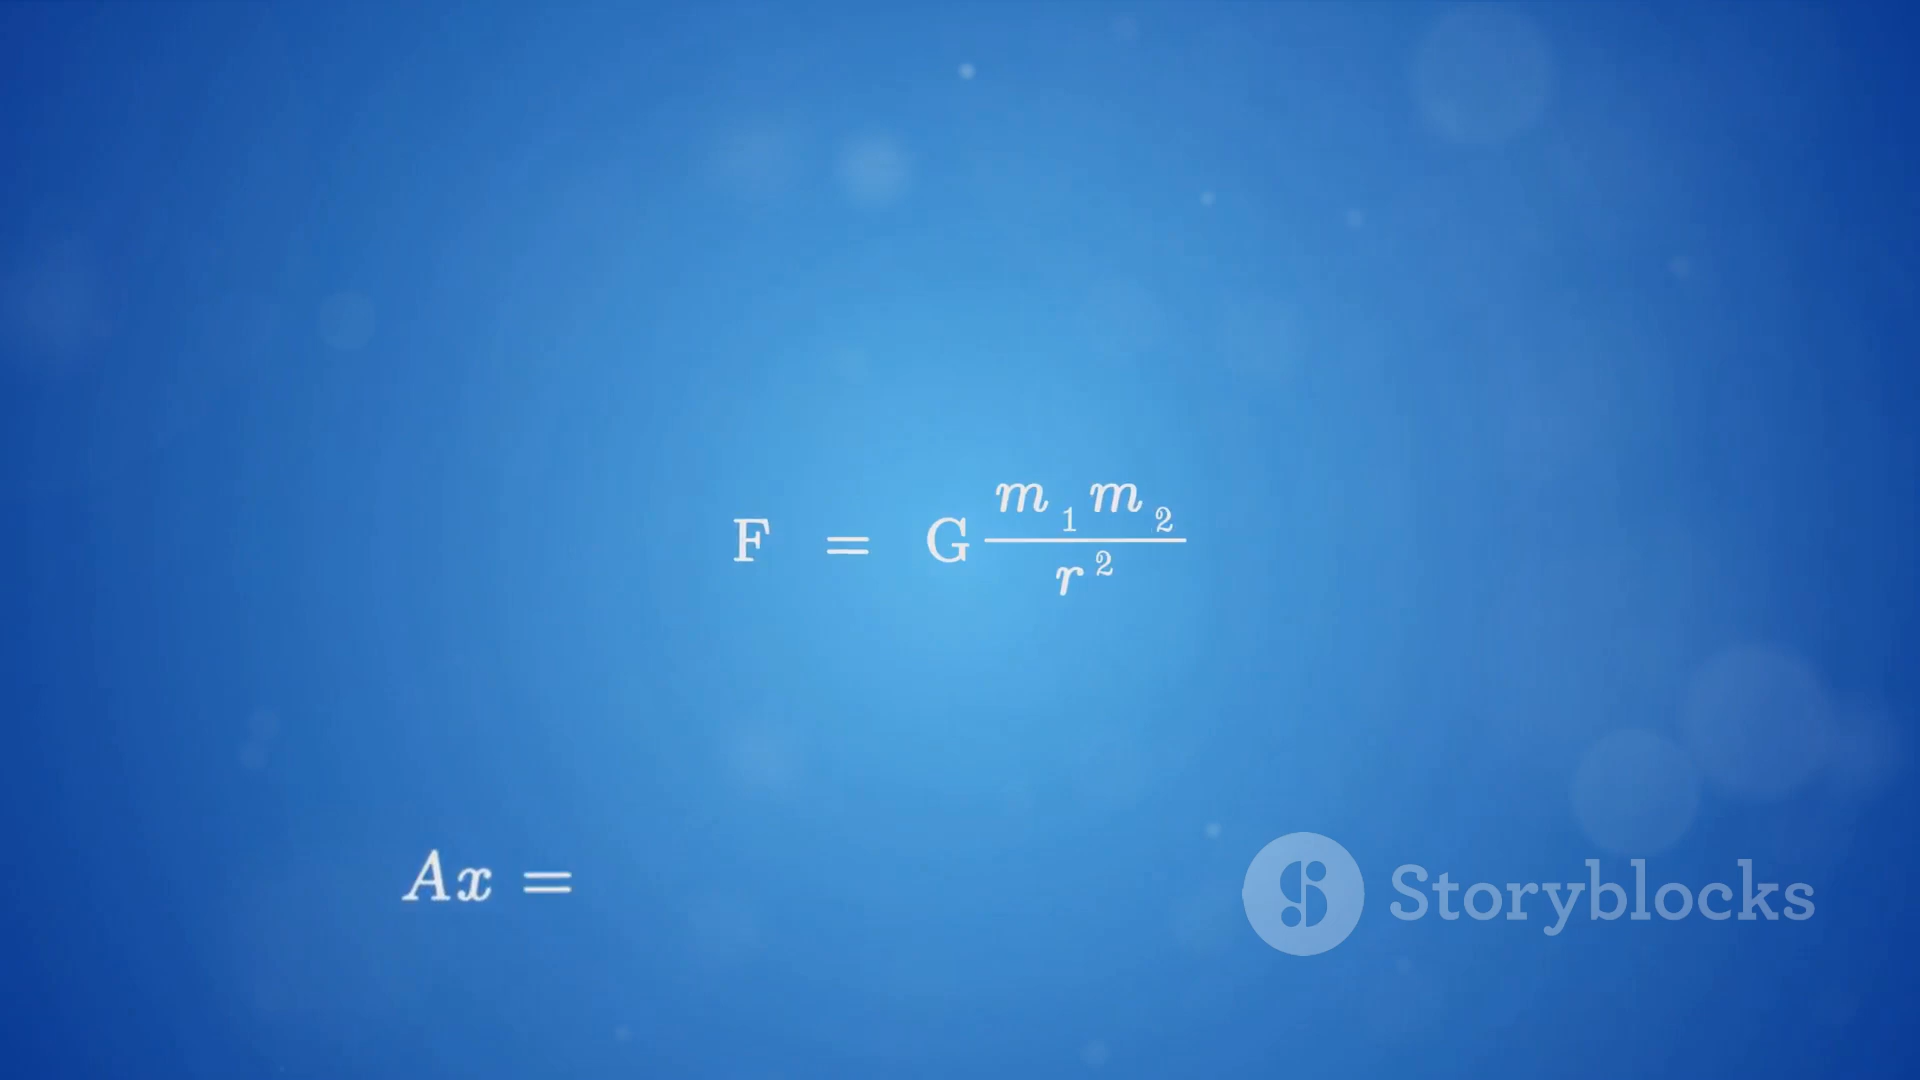 F = G m₁m₂ / r²
Ax =
Storyblocks